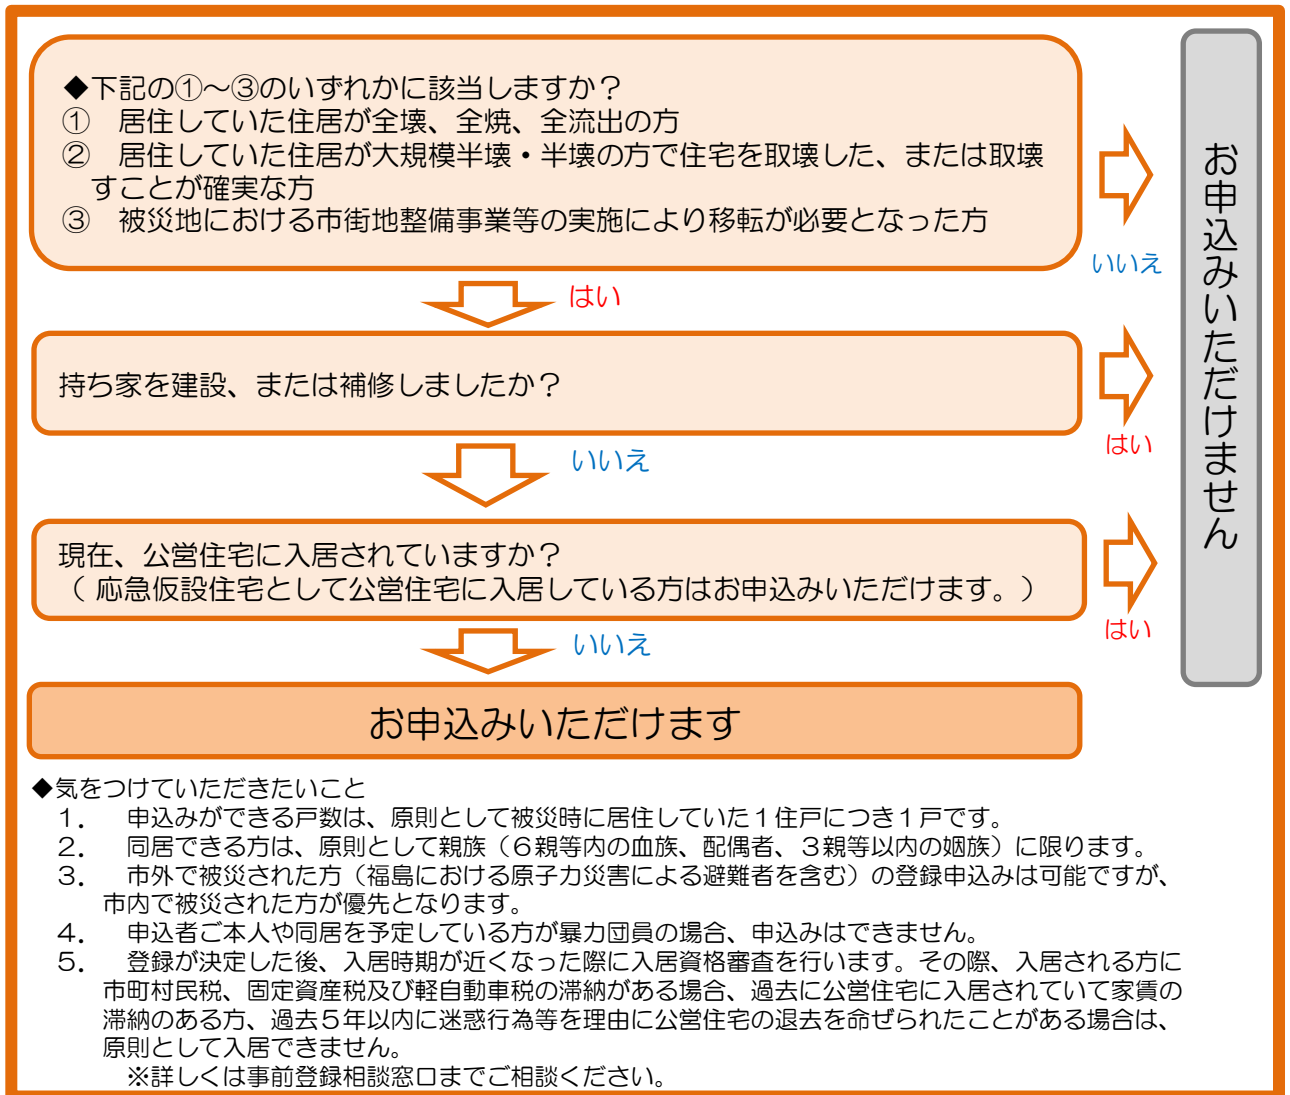 ◆下記の①～③のいずれかに該当しますか？
①　居住していた住居が全壊、全焼、全流出の方
②　居住していた住居が大規模半壊・半壊の方で住宅を取壊した、または取壊
すことが確実な方
③　被災地における市街地整備事業等の実施により移転が必要となった方
いいえ
はい
お申込みいただけません
持ち家を建設、または補修しましたか？
はい
いいえ
現在、公営住宅に入居されていますか？
（ 応急仮設住宅として公営住宅に入居している方はお申込みいただけます。）
はい
いいえ
お申込みいただけます
◆気をつけていただきたいこと
１．　申込みができる戸数は、原則として被災時に居住していた１住戸につき１戸です。
２．　同居できる方は、原則として親族（６親等内の血族、配偶者、３親等以内の姻族）に限ります。
３．　市外で被災された方（福島における原子力災害による避難者を含む）の登録申込みは可能ですが、
市内で被災された方が優先となります。
４．　申込者ご本人や同居を予定している方が暴力団員の場合、申込みはできません。
５．　登録が決定した後、入居時期が近くなった際に入居資格審査を行います。その際、入居される方に
市町村民税、固定資産税及び軽自動車税の滞納がある場合、過去に公営住宅に入居されていて家賃の
滞納のある方、過去５年以内に迷惑行為等を理由に公営住宅の退去を命ぜられたことがある場合は、
原則として入居できません。
※詳しくは事前登録相談窓口までご相談ください。